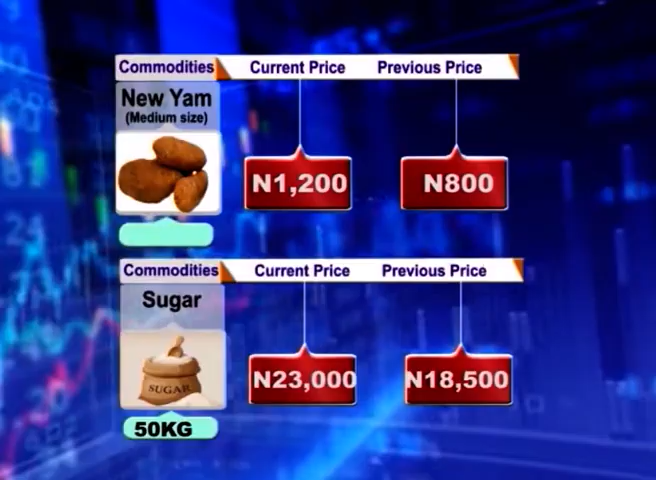 Commodities Current Price Previous Price
New Yam
(Medium size)
N1,200 N800
Commodities Current Price Previous Price
Sugar
SUGAR
N23,000 N18,500
50KG